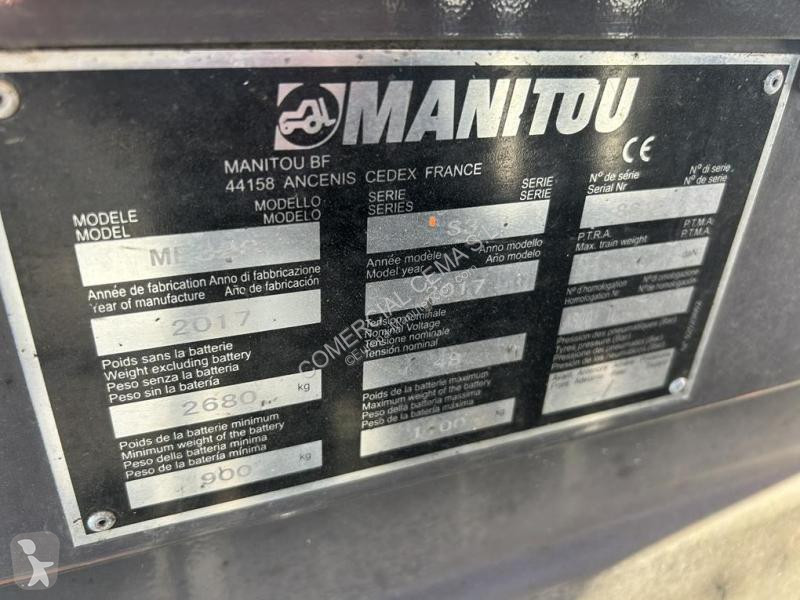 MANITOU
CE
MANITOU BF
44158 ANCENIS CEDEX FRANCE
MODELE MODELLO
MODEL MODELO
Année de fabrication Anno di fabbricazione
Year of manufacture Año de fabricación
2017
Poids sans la batterie
Weight excluding battery
Peso senza la batteria
Peso sin la batería
2680 kg
Poids de la batterie minimum
Minimum weight of the battery
Peso della batteria minima
Peso de la batería mínima
900 kg
SERIE SERIE
SERIES SERIE
S3
Année modèle Anno modello
Model year Año modelo
2017
Tension nominale
Nominal Voltage
Tensione nominale
Tensión nominal
48
Poids de la batterie maximum
Maximum weight of the battery
Peso della batteria massima
Peso de la batería máxima
kg
N° de série N° di serie
Serial Nr N° de serie
P.T.R.A. P.T.M.A.
Max. train weight P.T.M.A.
daN
N° d'homologation N° di omologazione
Homologation Nr N° de homologación
Pression des pneumatiques (Bar)
Tyres pressure (Bar)
Pressione dei pneumatici (Bar)
Presión de los neumáticos (Bar)
COMERCIAL CEMA